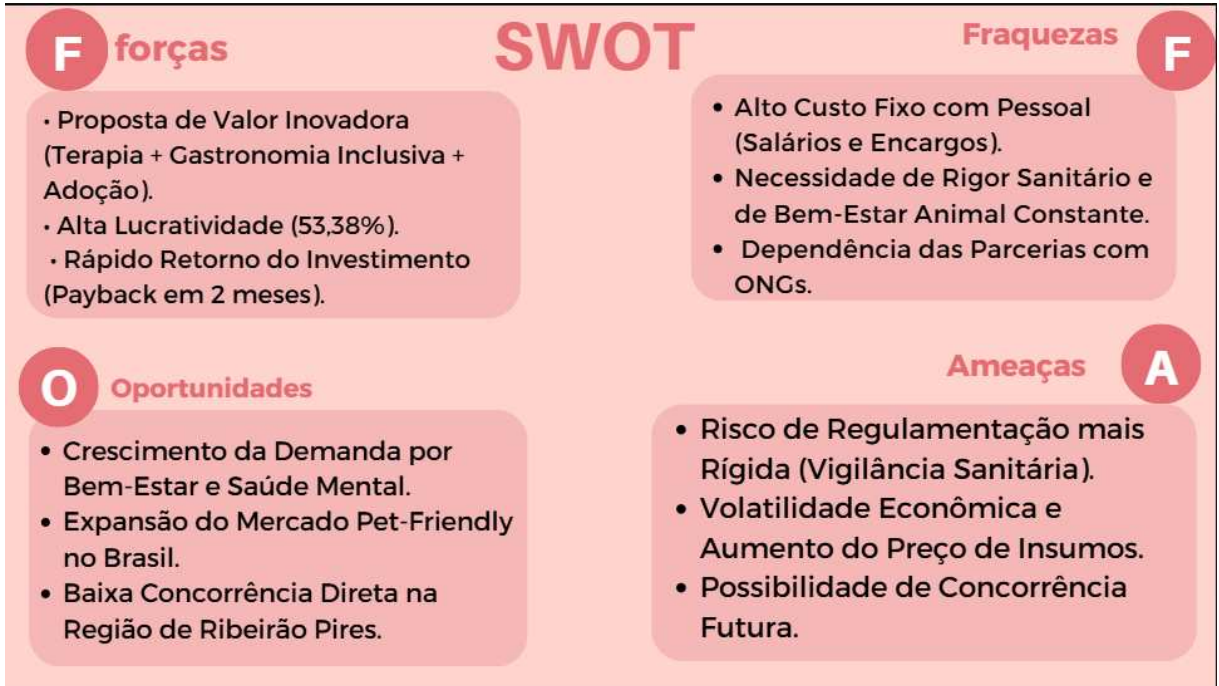 SWOT
F
forças
• Proposta de Valor Inovadora
(Terapia + Gastronomia Inclusiva +
Adoção).
• Alta Lucratividade (53,38%).
• Rápido Retorno do Investimento
(Payback em 2 meses).
Fraquezas
F
• Alto Custo Fixo com Pessoal
(Salários e Encargos).
• Necessidade de Rigor Sanitário e
de Bem-Estar Animal Constante.
• Dependência das Parcerias com
ONGs.
O
Oportunidades
• Crescimento da Demanda por
Bem-Estar e Saúde Mental.
• Expansão do Mercado Pet-Friendly
no Brasil.
• Baixa Concorrência Direta na
Região de Ribeirão Pires.
Ameaças
A
• Risco de Regulamentação mais
Rígida (Vigilância Sanitária).
• Volatilidade Econômica e
Aumento do Preço de Insumos.
• Possibilidade de Concorrência
Futura.